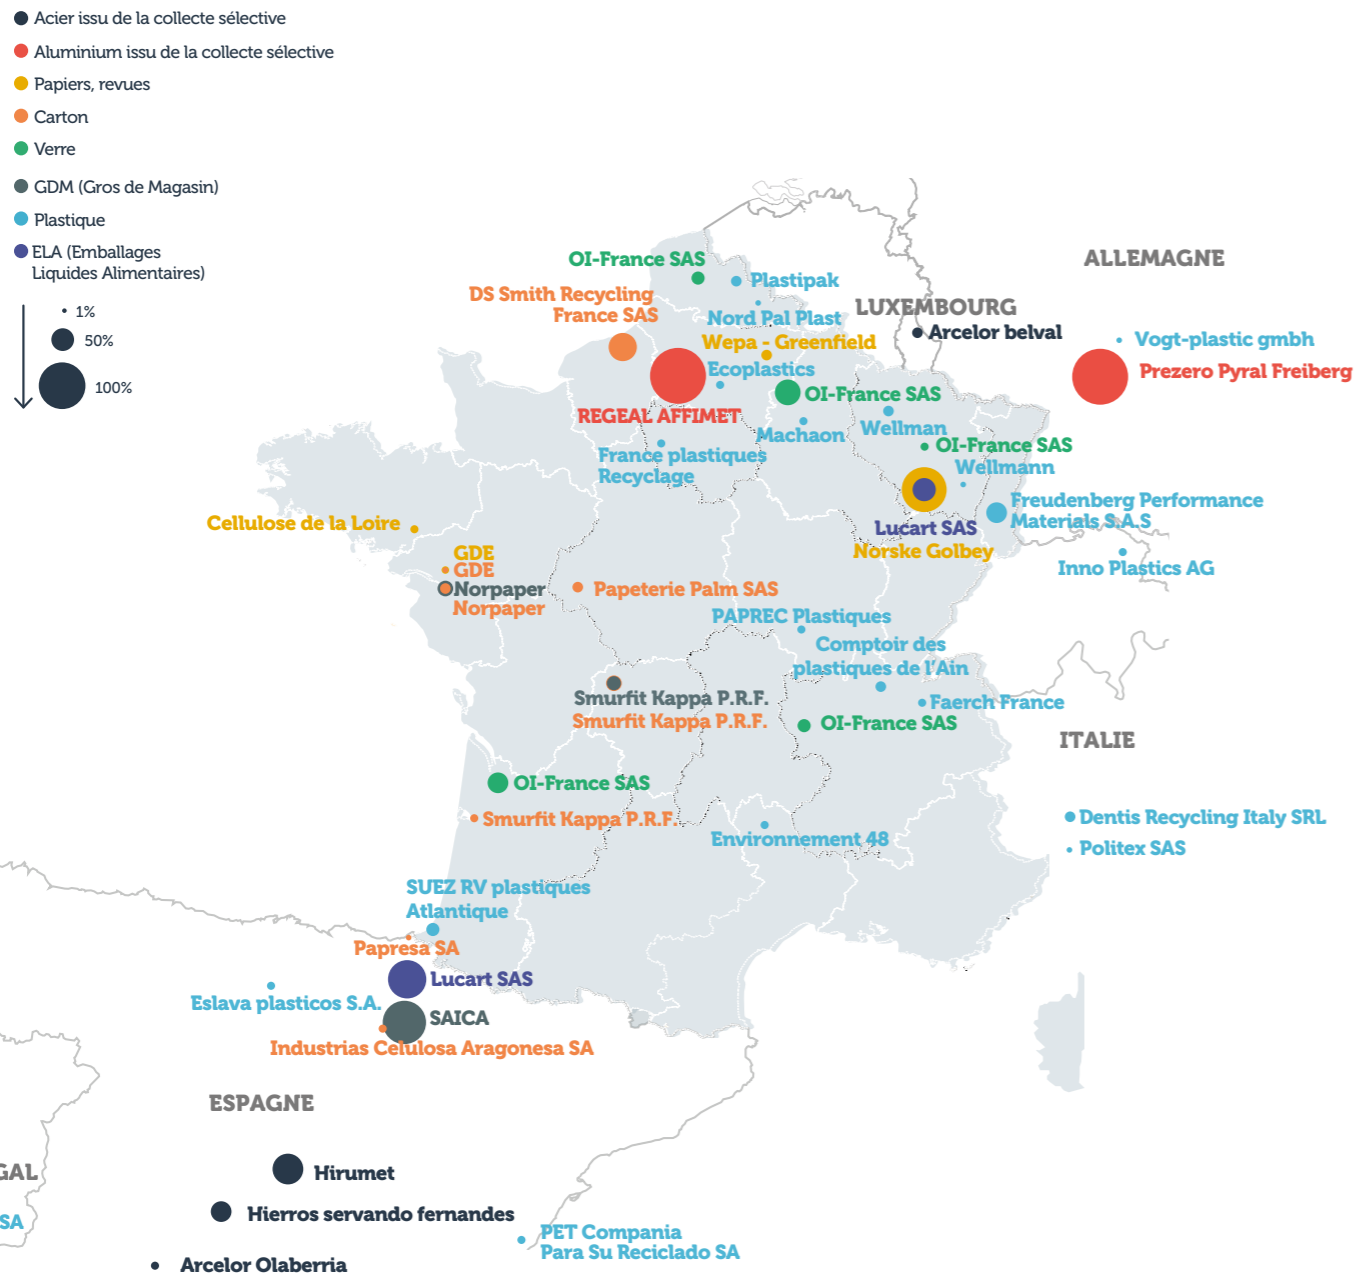 Acier issu de la collecte sélective
Aluminium issu de la collecte sélective
Papiers, revues
Carton
Verre
GDM (Gros de Magasin)
Plastique
ELA (Emballages
Liquides Alimentaires)
1%
50%
100%
OI-France SAS
Plastipak
DS Smith Recycling
France SAS
Nord Pal Plast
Wepa - Greenfield
Ecoplastics
REGEAL AFFIMET
OI-France SAS
Machaon
France plastiques
Recyclage
LUXEMBOURG
Arcelor belval
ALLEMAGNE
Vogt-plastic gmbh
Prezero Pyral Freiberg
Wellman
OI-France SAS
Wellmann
Freudenberg Performance
Materials S.A.S
Lucart SAS
Norske Golbey
Inno Plastics AG
Cellulose de la Loire
GDE
GDE
Norpaper
Norpaper
Papeterie Palm SAS
PAPREC Plastiques
Comptoir des
plastiques de l'Ain
Faerch France
Smurfit Kappa P.R.F.
Smurfit Kappa P.R.F.
OI-France SAS
ITALIE
Dentis Recycling Italy SRL
Politex SAS
OI-France SAS
Smurfit Kappa P.R.F.
Environnement 48
SUEZ RV plastiques
Atlantique
Papresa SA
Lucart SAS
Eslava plasticos S.A.
SAICA
Industrias Celulosa Aragonesa SA
ESPAGNE
GAL
SA
Hirumet
Hierros servando fernandes
Arcelor Olaberria
PET Compania
Para Su Reciclado SA